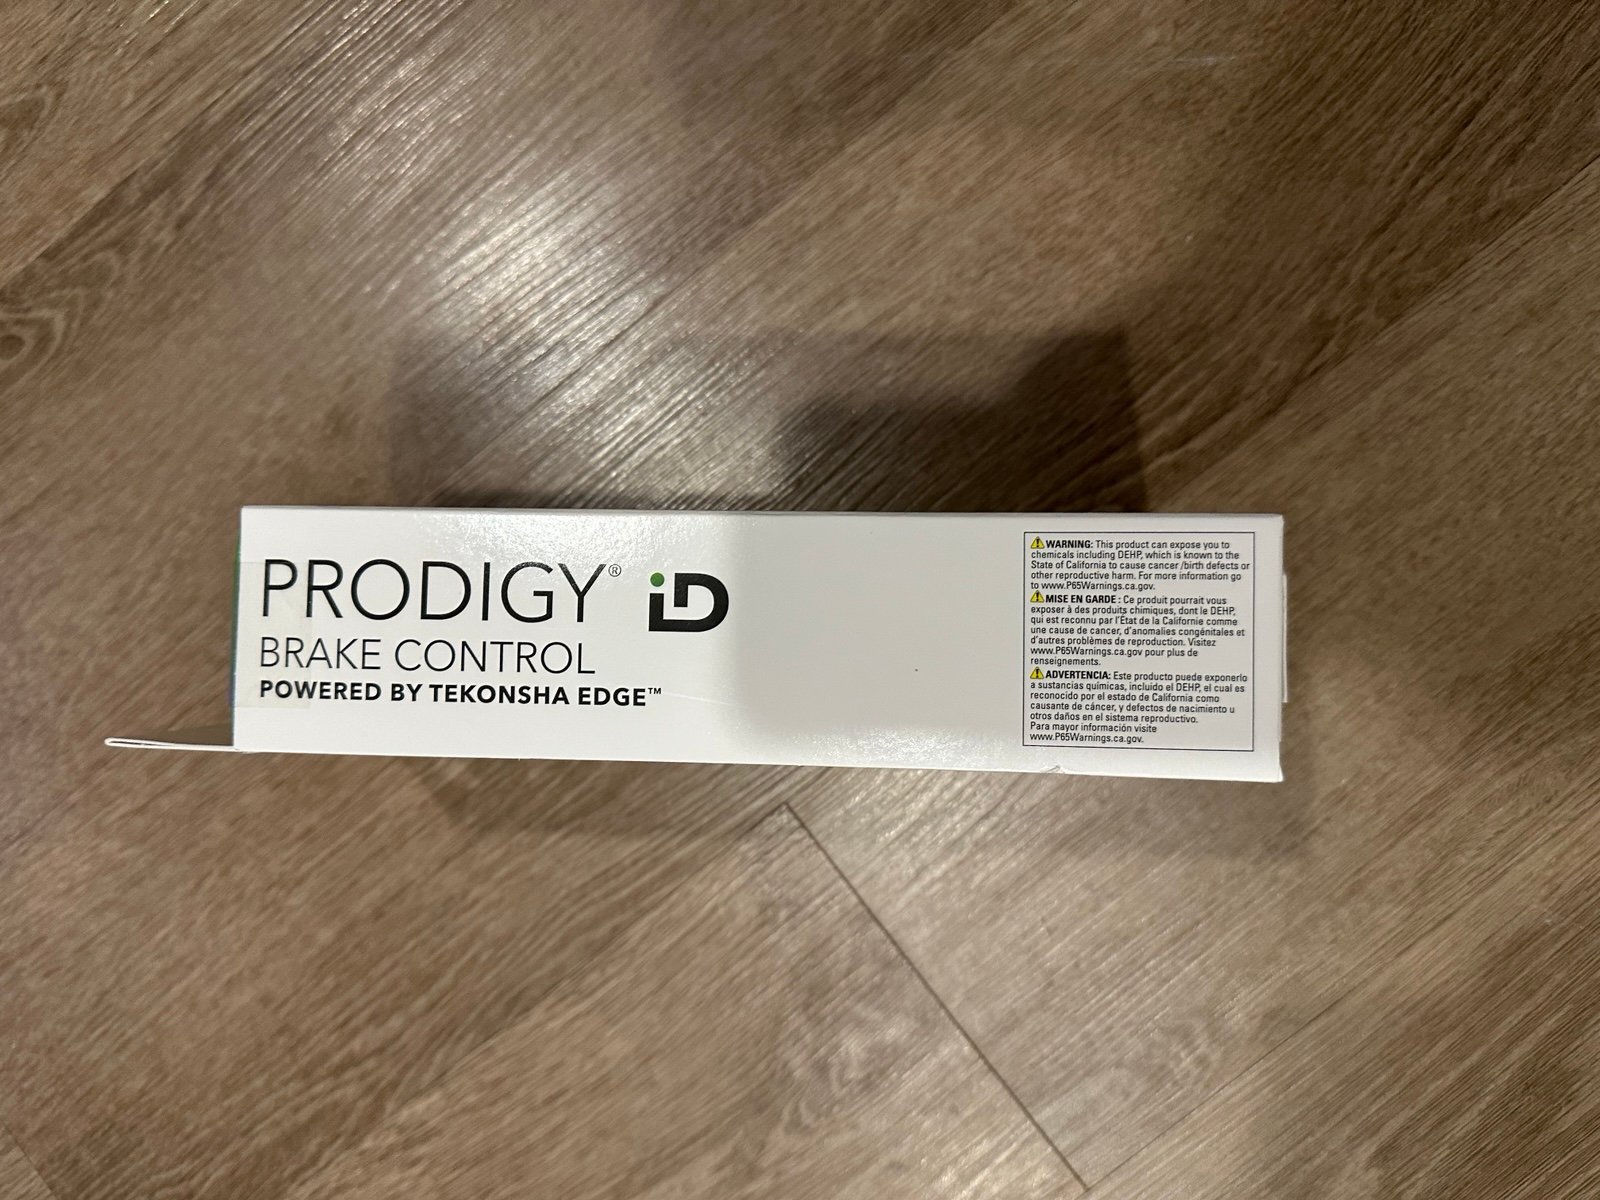 PRODIGY® iD
BRAKE CONTROL
POWERED BY TEKONSHA EDGE™
WARNING: This product can expose you to
chemicals including DEHP, which is known to the
State of California to cause cancer /birth defects or
other reproductive harm. For more information go
to www.P65Warnings.ca.gov.
MISE EN GARDE : Ce produit pourrait vous
exposer à des produits chimiques, dont le DEHP,
qui est reconnu par l'État de la Californie comme
une cause de cancer, d'anomalies congénitales et
d'autres problèmes de reproduction. Visitez
www.P65Warnings.ca.gov pour plus de
renseignements.
ADVERTENCIA: Este producto puede exponerlo
a sustancias químicas, incluido el DEHP, el cual es
reconocido por el estado de California como
causante de cáncer, y defectos de nacimiento u
otros daños en el sistema reproductivo.
Para mayor información visite
www.P65Warnings.ca.gov.